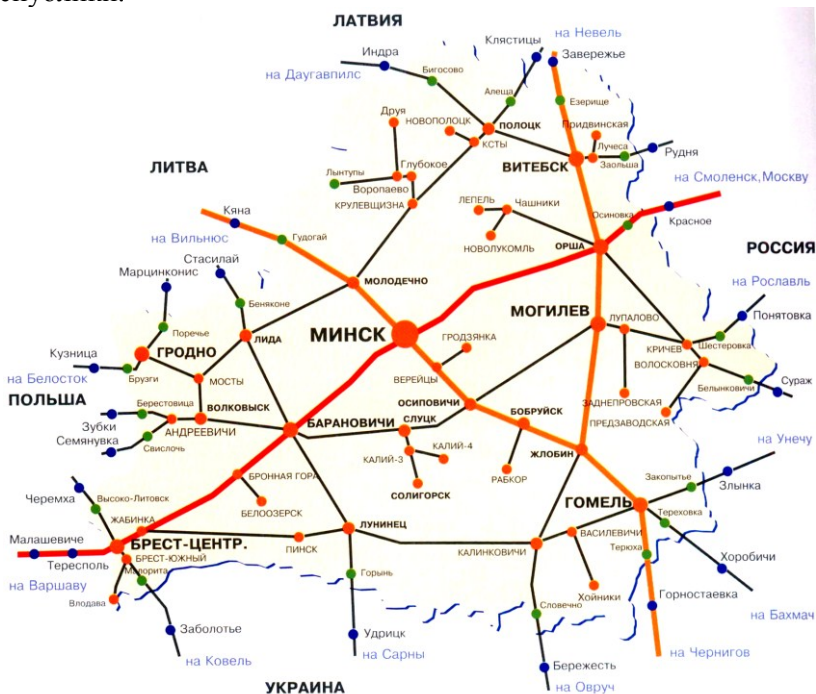 ЛАТВИЯ
Клястицы
на Невель
Индра
Завережье
на Даугавпилс
Бигосово
Алеща
Езерище
Друя
НОВОПОЛОЦК
ПОЛОЦК
Придвинская
КСТЫ
Лучеса
Рудня
ЛИТВА
Лынтупы
Глубокое
ВИТЕБСК
Заольша
Воропаево
на Смоленск, Москву
КРУЛЕВЩИЗНА
ЛЕПЕЛЬ
Чашники
Кяна
Осиновка
Красное
на Вильнюс
Гудогай
НОВОЛУКОМЛЬ
ОРША
РОССИЯ
Стасилай
Марцинконис
МОЛОДЕЧНО
на Рославль
Беняконе
МОГИЛЕВ
ЛУПАЛОВО
Понятовка
Поречье
МИНСК
ГРОДЗЯНКА
Кузница
ГРОДНО
ЛИДА
КРИЧЕВ
Шестеровка
ВОЛОСКОВНЯ
на Белосток
Брузги
МОСТЫ
ВЕРЕЙЦЫ
Белынковичи
Сураж
ПОЛЬША
Берестовица
ВОЛКОВЫСК
ОСИПОВИЧИ
ЗАДНЕПРОВСКАЯ
Зубки
БАРАНОВИЧИ
СЛУЦК
БОБРУЙСК
ПРЕДЗАВОДСКАЯ
Семянувка
АНДРЕЕВИЧИ
Свислочь
КАЛИЙ-4
КАЛИЙ-3
ЖЛОБИН
на Унечу
БРОННАЯ ГОРА
РАБКОР
Закопытье
Черемха
Высоко-Литовск
СОЛИГОРСК
ГОМЕЛЬ
Злынка
БЕЛООЗЕРСК
Тереховка
ЖАБИНКА
ЛУНИНЕЦ
ВАСИЛЕВИЧИ
Малашевиче
БРЕСТ-ЦЕНТР.
ПИНСК
КАЛИНКОВИЧИ
Терюха
Тересполь
БРЕСТ-ЮЖНЫЙ
Хоробичи
Малорита
Горынь
на Варшаву
Хойники
Горностаевка
Влодава
Словечно
на Бахмач
Заболотье
Удрицк
на Ковель
на Сарны
Бережесть
на Чернигов
УКРАИНА
на Овруч